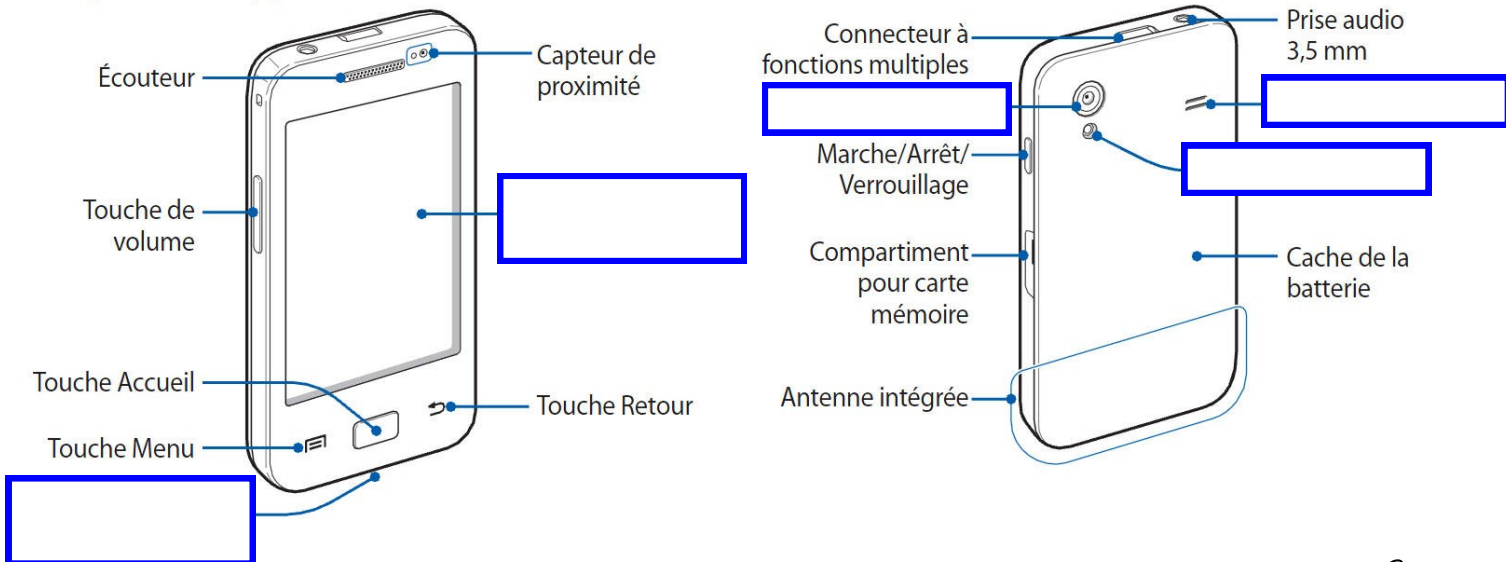 Écouteur
Capteur de
proximité
Touche de
volume
Touche Accueil
Touche Retour
Touche Menu
Connecteur à
fonctions multiples
Prise audio
3,5 mm
Marche/Arrêt/
Verrouillage
Compartiment
pour carte
mémoire
Cache de la
batterie
Antenne intégrée